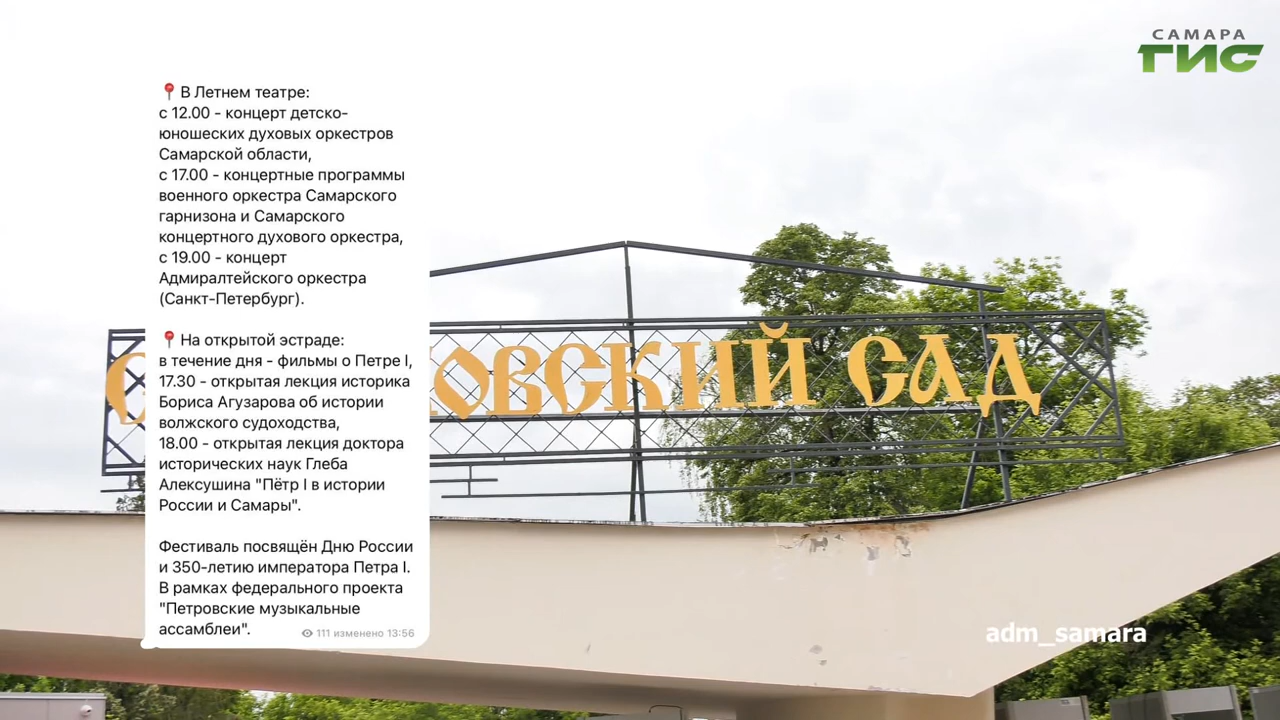 САМАРА
ГИС
📍В Летнем театре:
с 12.00 - концерт детско-
юношеских духовых оркестров
Самарской области,
с 17.00 - концертные программы
военного оркестра Самарского
гарнизона и Самарского
концертного духового оркестра,
с 19.00 - концерт
Адмиралтейского оркестра
(Санкт-Петербург).
📍На открытой эстраде:
в течение дня - фильмы о Петре I,
17.30 - открытая лекция историка
Бориса Агузарова об истории
волжского судоходства,
18.00 - открытая лекция доктора
исторических наук Глеба
Алексушина "Пётр I в истории
России и Самары".
Фестиваль посвящён Дню России
и 350-летию императора Петра I.
В рамках федерального проекта
"Петровские музыкальные
ассамблеи".
111 изменено 13:56
САД
adm_samara